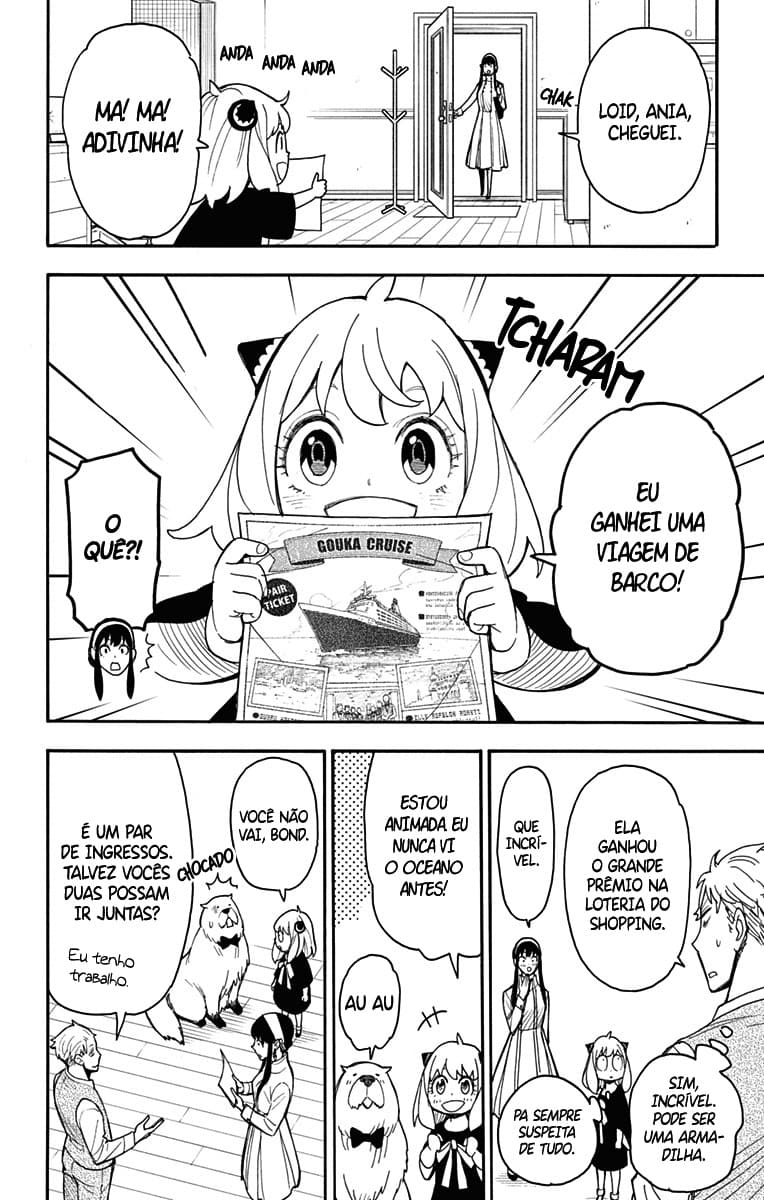 LOID, ANIA,
CHEGUEI.
CHAK
ANDA
ANDA
ANDA
MA! MA!
ADIVINHA!
TCHARAM
EU
GANHEI UMA
VIAGEM DE
BARCO!
O
QUÊ?!
GOUKA CRUISE
PAIR
TICKET
ELA
GANHOU
O GRANDE
PRÊMIO NA
LOTERIA DO
SHOPPING.
QUE
INCRÍ-
VEL.
SIM,
INCRÍVEL.
PODE SER
UMA ARMA-
DILHA.
PA SEMPRE
SUSPEITA
DE TUDO.
ESTOU
ANIMADA EU
NUNCA VI
O OCEANO
ANTES!
AU AU
VOCÊ NÃO
VAI, BOND.
CHOCADO
É UM PAR
DE INGRESSOS.
TALVEZ VOCÊS
DUAS POSSAM
IR JUNTAS?
Eu tenho
trabalho.